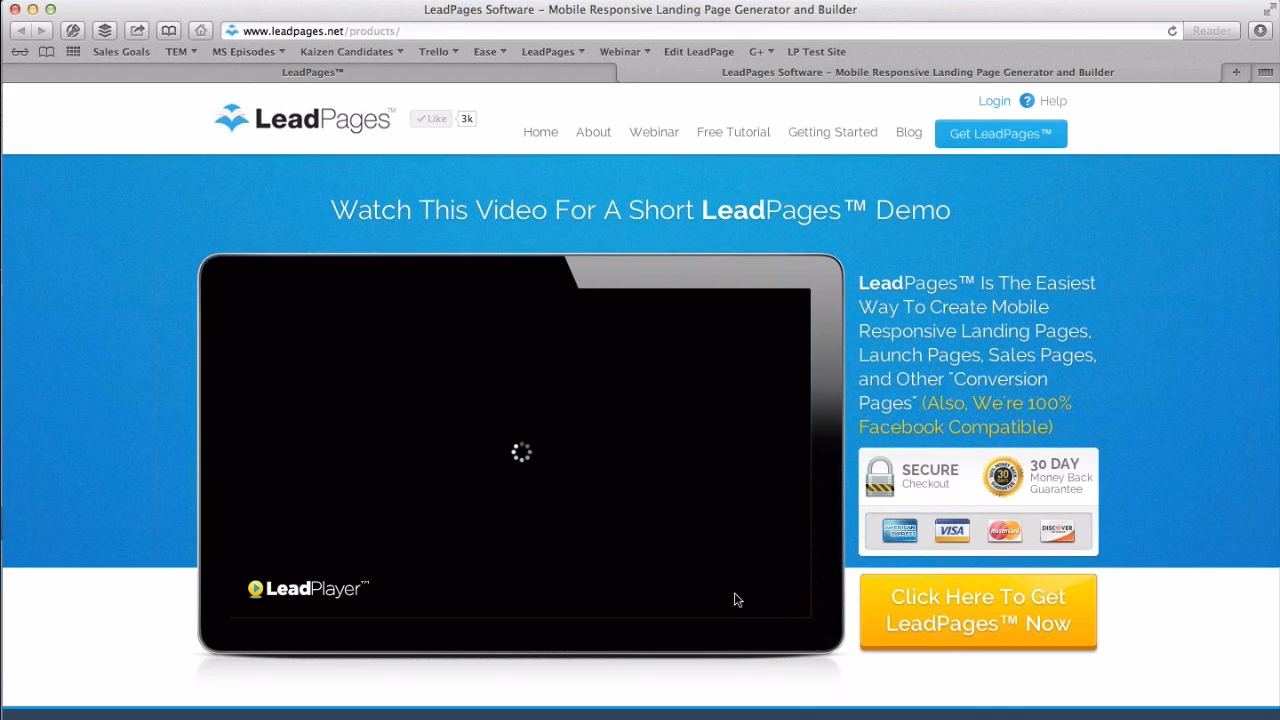 LeadPages Software – Mobile Responsive Landing Page Generator and Builder
www.leadpages.net/products/
Reader
Sales Goals TEM MS Episodes Kaizen Candidates Trello Ease LeadPages Webinar Edit LeadPage G+ LP Test Site
LeadPages™
LeadPages Software – Mobile Responsive Landing Page Generator and Builder
Login ? Help
LeadPages™
Like 3k
Home About Webinar Free Tutorial Getting Started Blog Get LeadPages™
Watch This Video For A Short LeadPages™ Demo
LeadPages™ Is The Easiest
Way To Create Mobile
Responsive Landing Pages,
Launch Pages, Sales Pages,
and Other "Conversion
Pages" (Also, We're 100%
Facebook Compatible)
SECURE
Checkout
30
30 DAY
Money Back
Guarantee
AMERICAN
EXPRESS
VISA
MasterCard
DISCOVER
LeadPlayer™
Click Here To Get
LeadPages™ Now